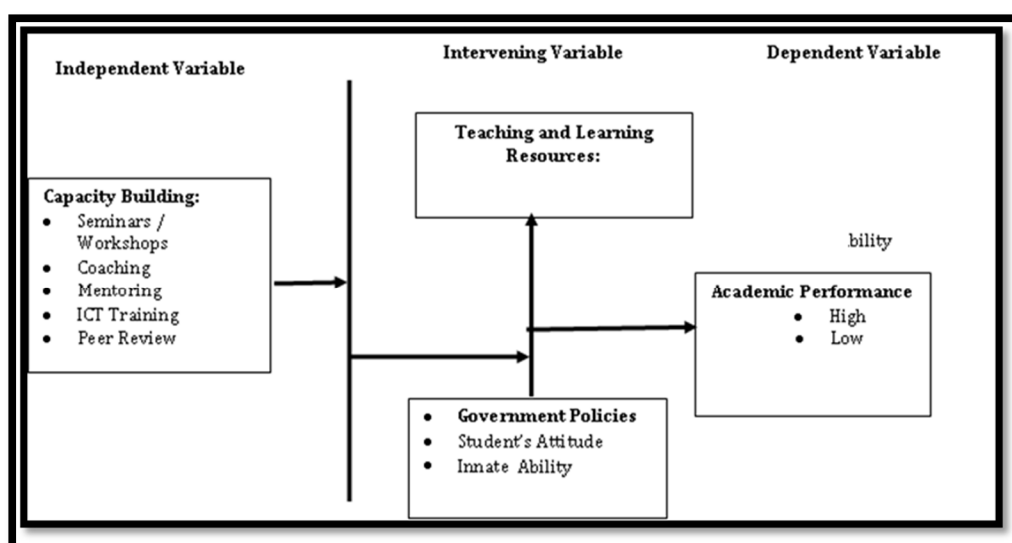 Independent Variable
Intervening Variable
Dependent Variable
Teaching and Learning
Resources:
Capacity Building:
• Seminars /
Workshops
• Coaching
• Mentoring
• ICT Training
• Peer Review
bility
Academic Performance
• High
• Low
• Government Policies
• Student's Attitude
• Innate Ability